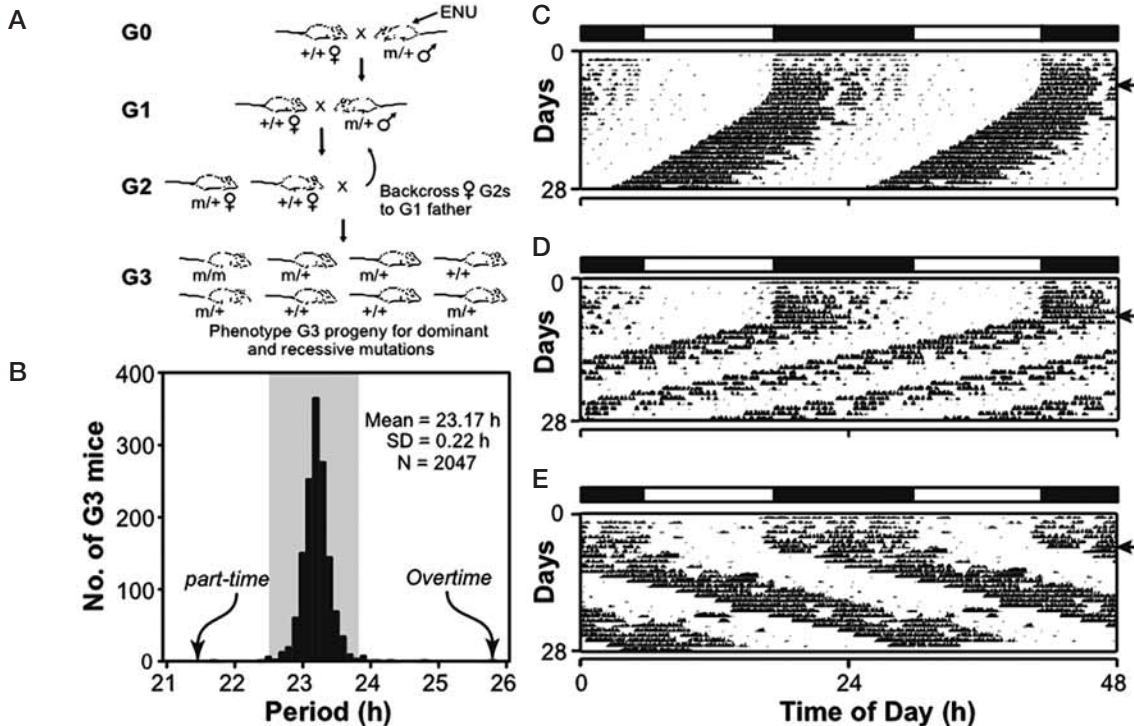 A
G0
+/+ ♀
X
m/+ ♂
ENU
G1
+/+ ♀
X
m/+ ♂
G2
m/+ ♀
+/+ ♀
X
Backcross ♀ G2s
to G1 father
G3
m/m
m/+
m/+
+/+
m/+
+/+
+/+
m/+
Phenotype G3 progeny for dominant
and recessive mutations
B
No. of G3 mice
400
300
200
100
0
Mean = 23.17 h
SD = 0.22 h
N = 2047
part-time
Overtime
21
22
23
24
25
26
Period (h)
C
Days
0
28
D
Days
0
28
E
Days
0
28
0
24
48
Time of Day (h)